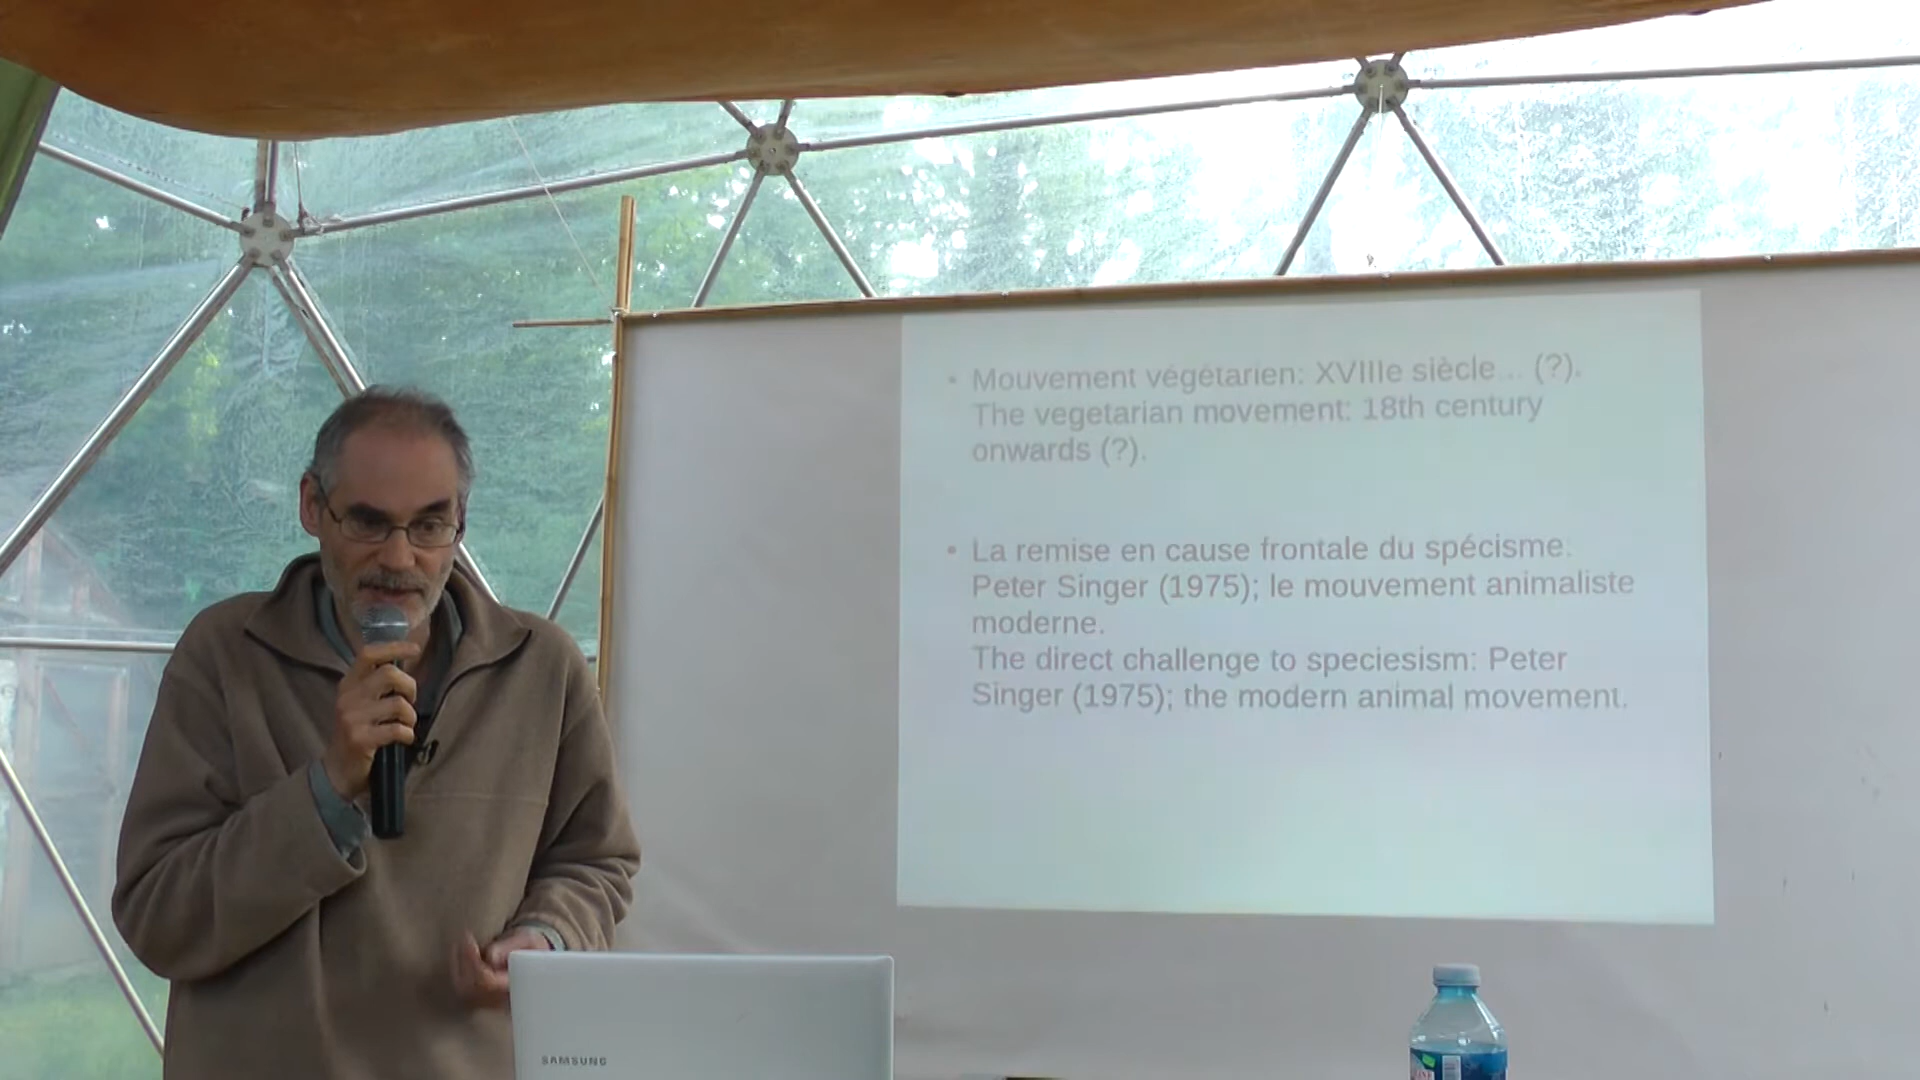 • Mouvement végétarien: XVIIIe siècle... (?).
The vegetarian movement: 18th century
onwards (?).
• La remise en cause frontale du spécisme:
Peter Singer (1975); le mouvement animaliste
moderne.
The direct challenge to speciesism: Peter
Singer (1975); the modern animal movement.
SAMSUNG